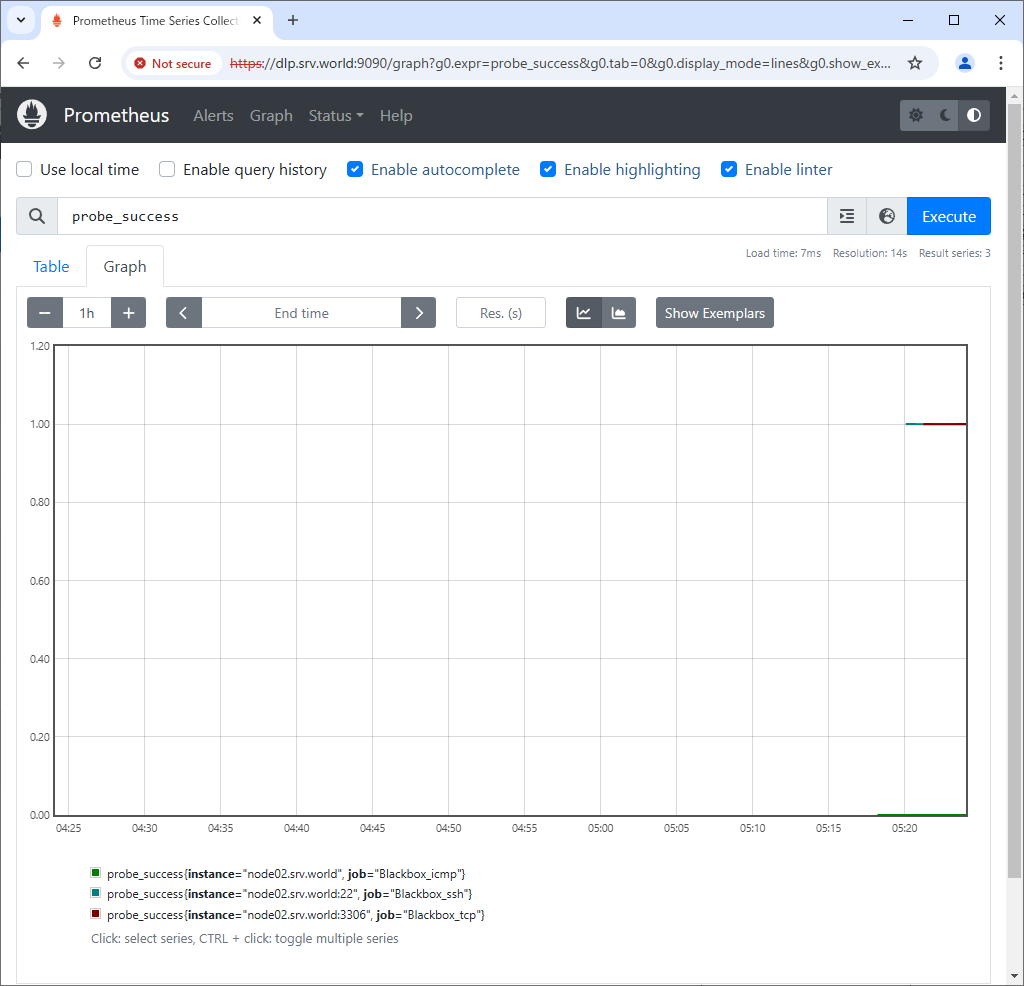 Prometheus Time Series Collect
Not secure https://dlp.srv.world:9090/graph?g0.expr=probe_success&g0.tab=0&g0.display_mode=lines&g0.show_ex...
Prometheus Alerts Graph Status Help
Use local time Enable query history Enable autocomplete Enable highlighting Enable linter
probe_success Execute
Load time: 7ms Resolution: 14s Result series: 3
Table Graph
1h End time Res. (s) Show Exemplars
1.20
1.00
0.80
0.60
0.40
0.20
0.00
04:25 04:30 04:35 04:40 04:45 04:50 04:55 05:00 05:05 05:10 05:15 05:20
probe_success{instance="node02.srv.world", job="Blackbox_icmp"}
probe_success{instance="node02.srv.world:22", job="Blackbox_ssh"}
probe_success{instance="node02.srv.world:3306", job="Blackbox_tcp"}
Click: select series, CTRL + click: toggle multiple series